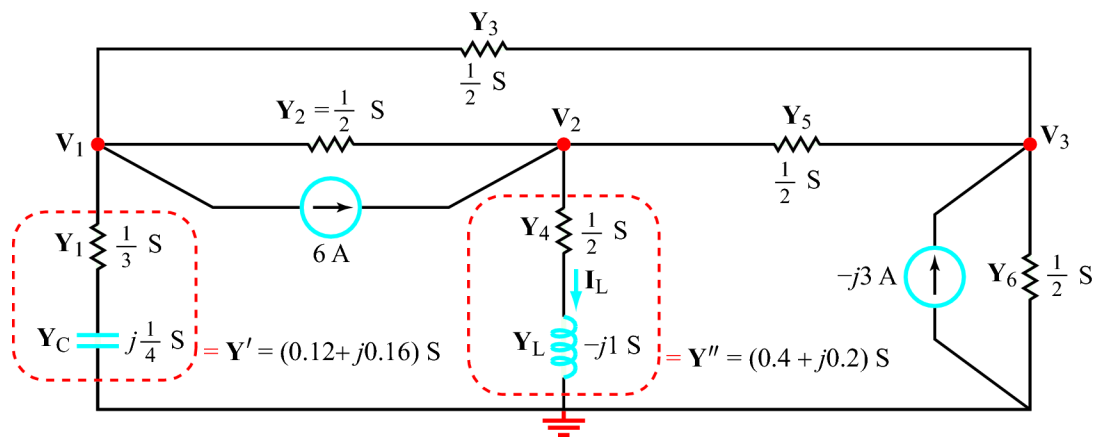 Y3
1/2 S
Y2 = 1/2 S
V1
V2
Y5
V3
1/2 S
6 A
Y1 1/3 S
Y4 1/2 S
IL
–j3 A
Y6 1/2 S
YC j1/4 S
= Y′ = (0.12+ j0.16) S
YL –j1 S
= Y″ = (0.4 + j0.2) S